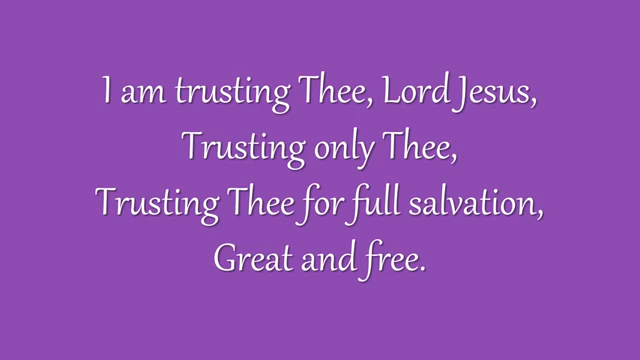 I am trusting Thee, Lord Jesus,
Trusting only Thee,
Trusting Thee for full salvation,
Great and free.